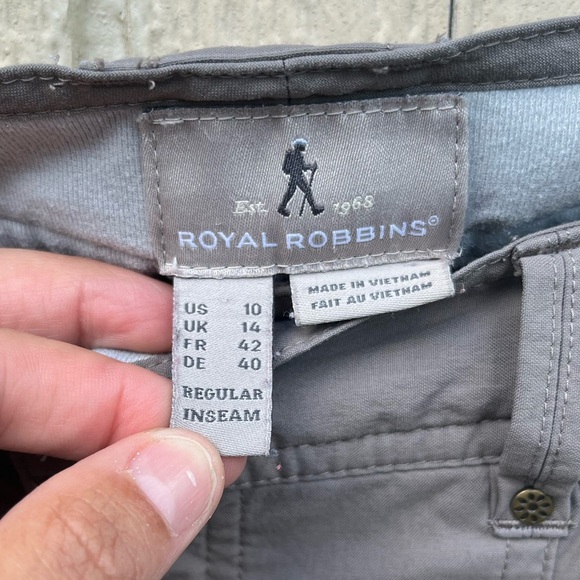 Est. 1968
ROYAL ROBBINS®
MADE IN VIETNAM
FAIT AU VIETNAM
US 10
UK 14
FR 42
DE 40
REGULAR
INSEAM